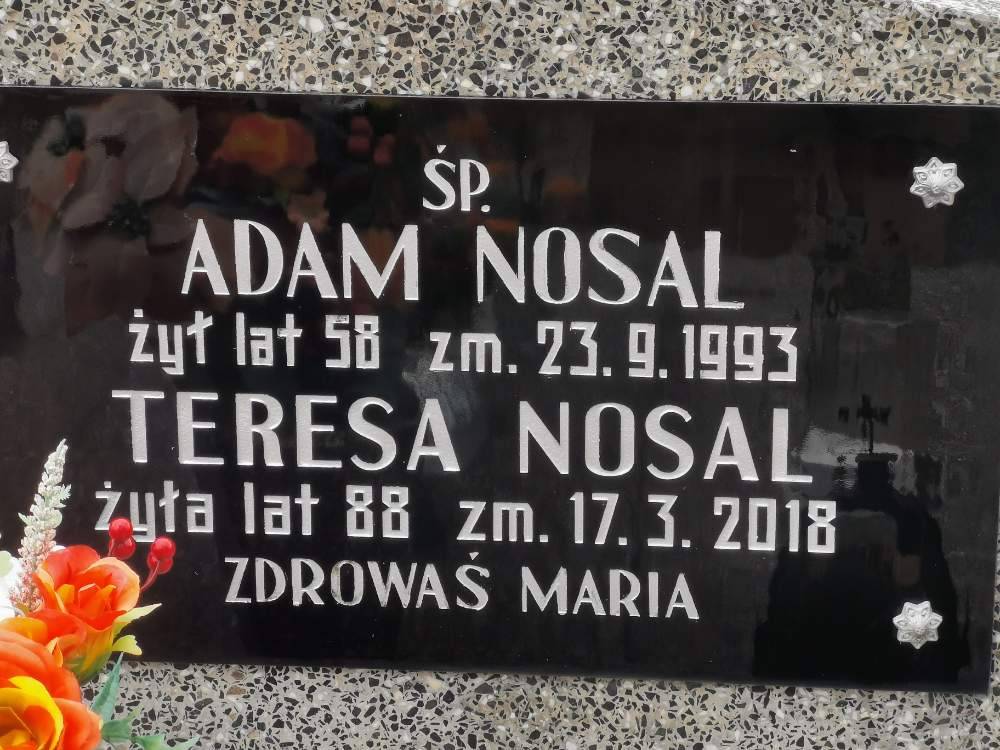 ŚP.
ADAM NOSAL
żył lat 58 zm. 23.9.1993
TERESA NOSAL
żyła lat 88 zm. 17.3.2018
ZDROWAŚ MARIA